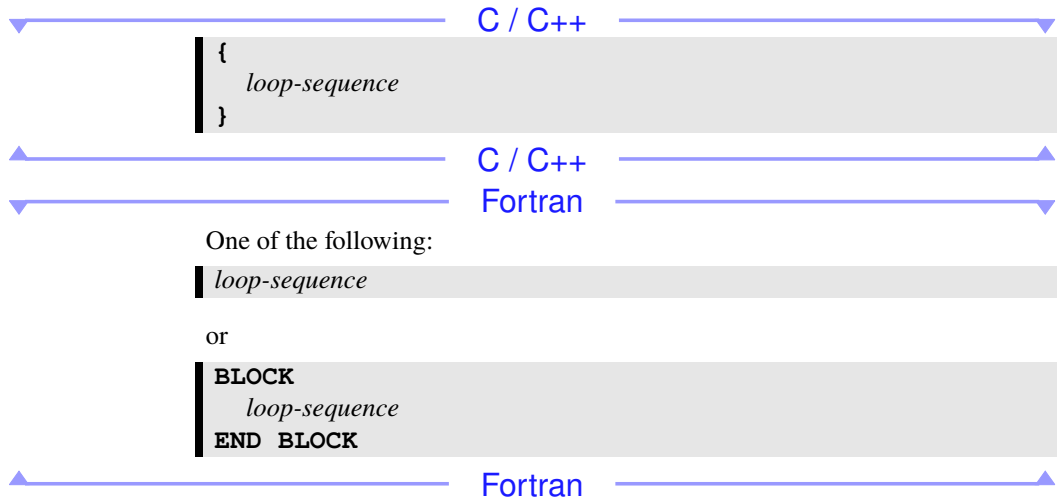 C / C++
{
loop-sequence
}
C / C++
Fortran
One of the following:
loop-sequence
or
BLOCK
loop-sequence
END BLOCK
Fortran